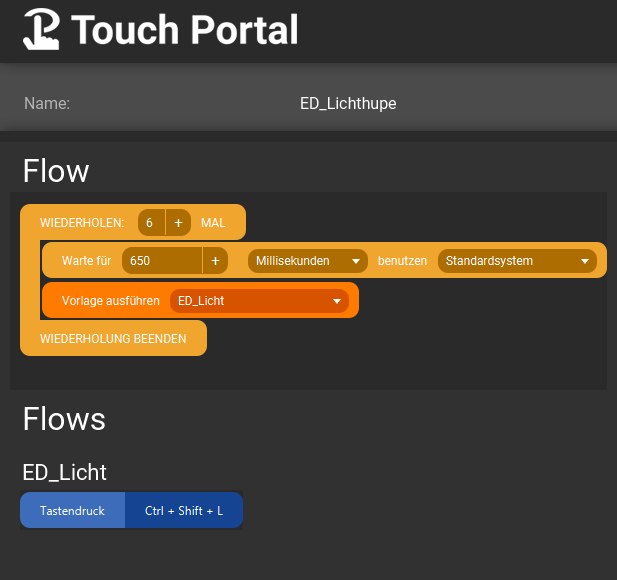 Touch Portal
Name: ED_Lichthupe
Flow
WIEDERHOLEN: 6 + MAL
Warte für 650 + Millisekunden benutzen Standardsystem
Vorlage ausführen ED_Licht
WIEDERHOLUNG BEENDEN
Flows
ED_Licht
Tastendruck Ctrl + Shift + L